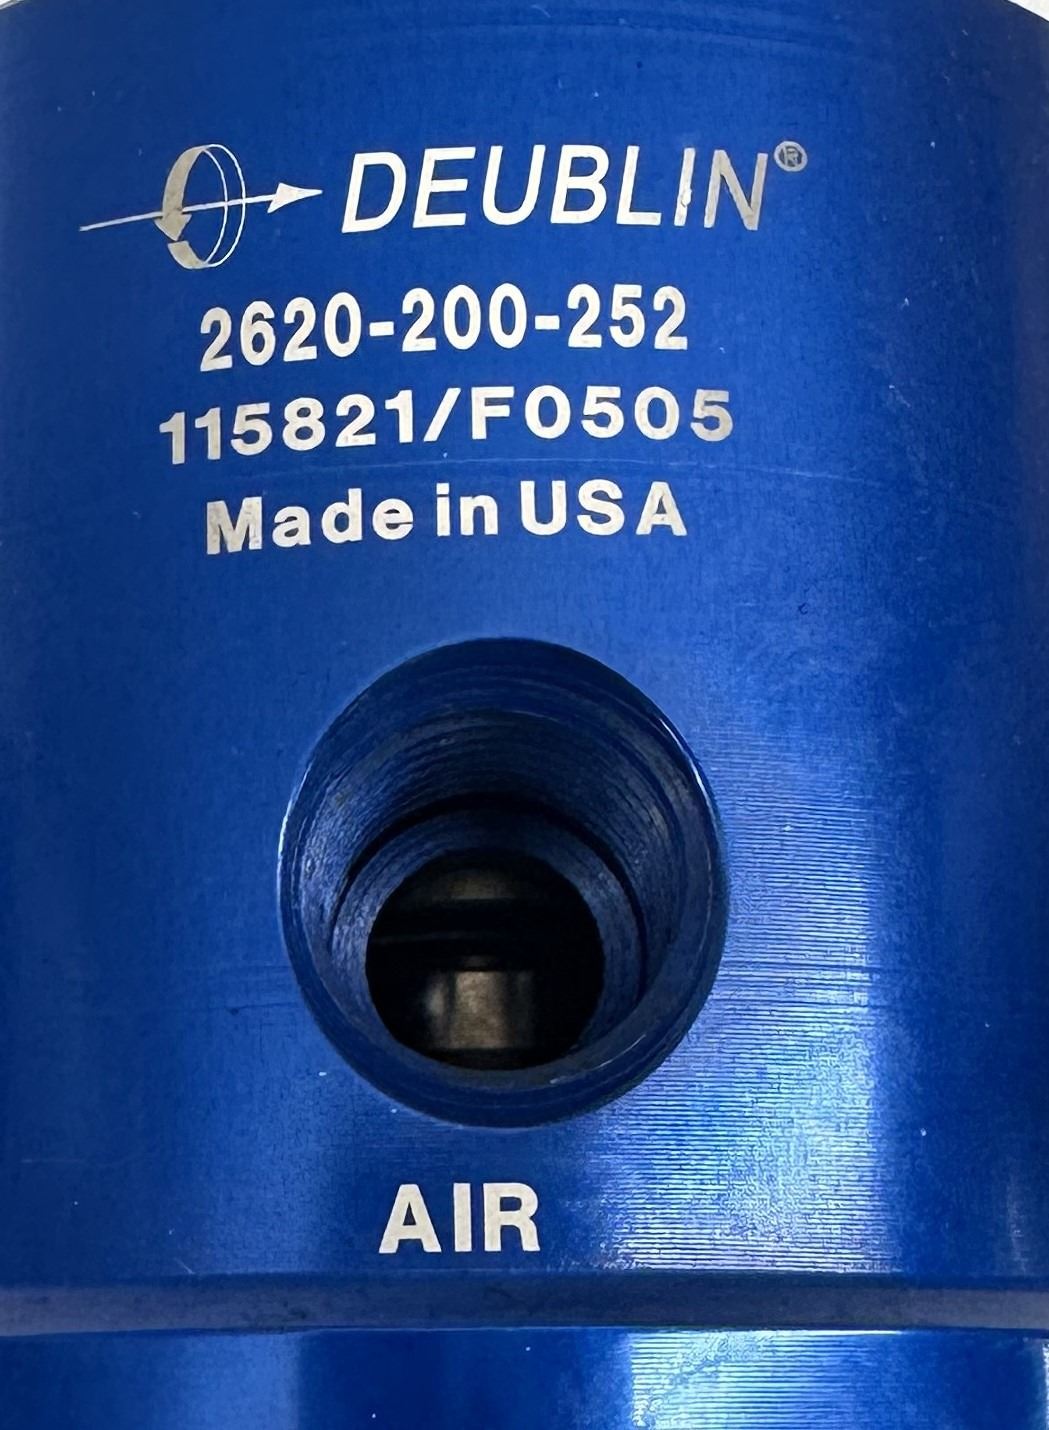 DEUBLIN®
2620-200-252
115821/F0505
Made in USA
AIR